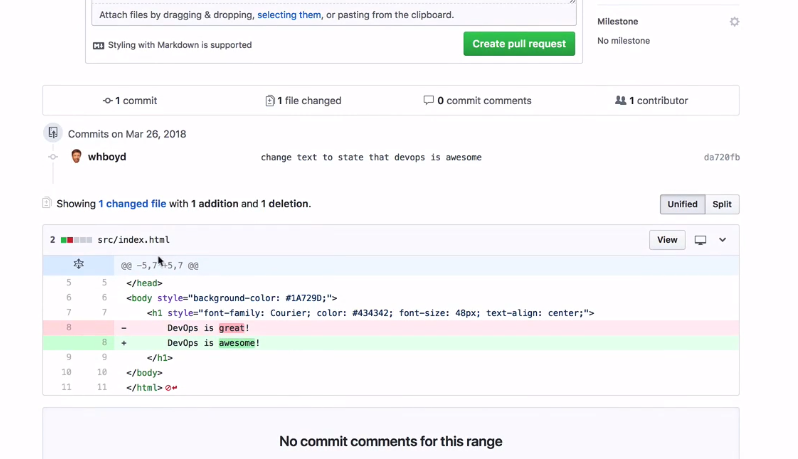 Attach files by dragging & dropping, selecting them, or pasting from the clipboard.
Styling with Markdown is supported
Create pull request
Milestone
No milestone
1 commit
1 file changed
0 commit comments
1 contributor
Commits on Mar 26, 2018
whboyd change text to state that devops is awesome da720fb
Showing 1 changed file with 1 addition and 1 deletion.
Unified Split
2 src/index.html View
@@ -5,7 +5,7 @@
5 5 </head>
6 6 <body style="background-color: #1A729D;">
7 7 <h1 style="font-family: Courier; color: #434342; font-size: 48px; text-align: center;">
8 - DevOps is great!
8 + DevOps is awesome!
9 9 </h1>
10 10 </body>
11 11 </html>
No commit comments for this range